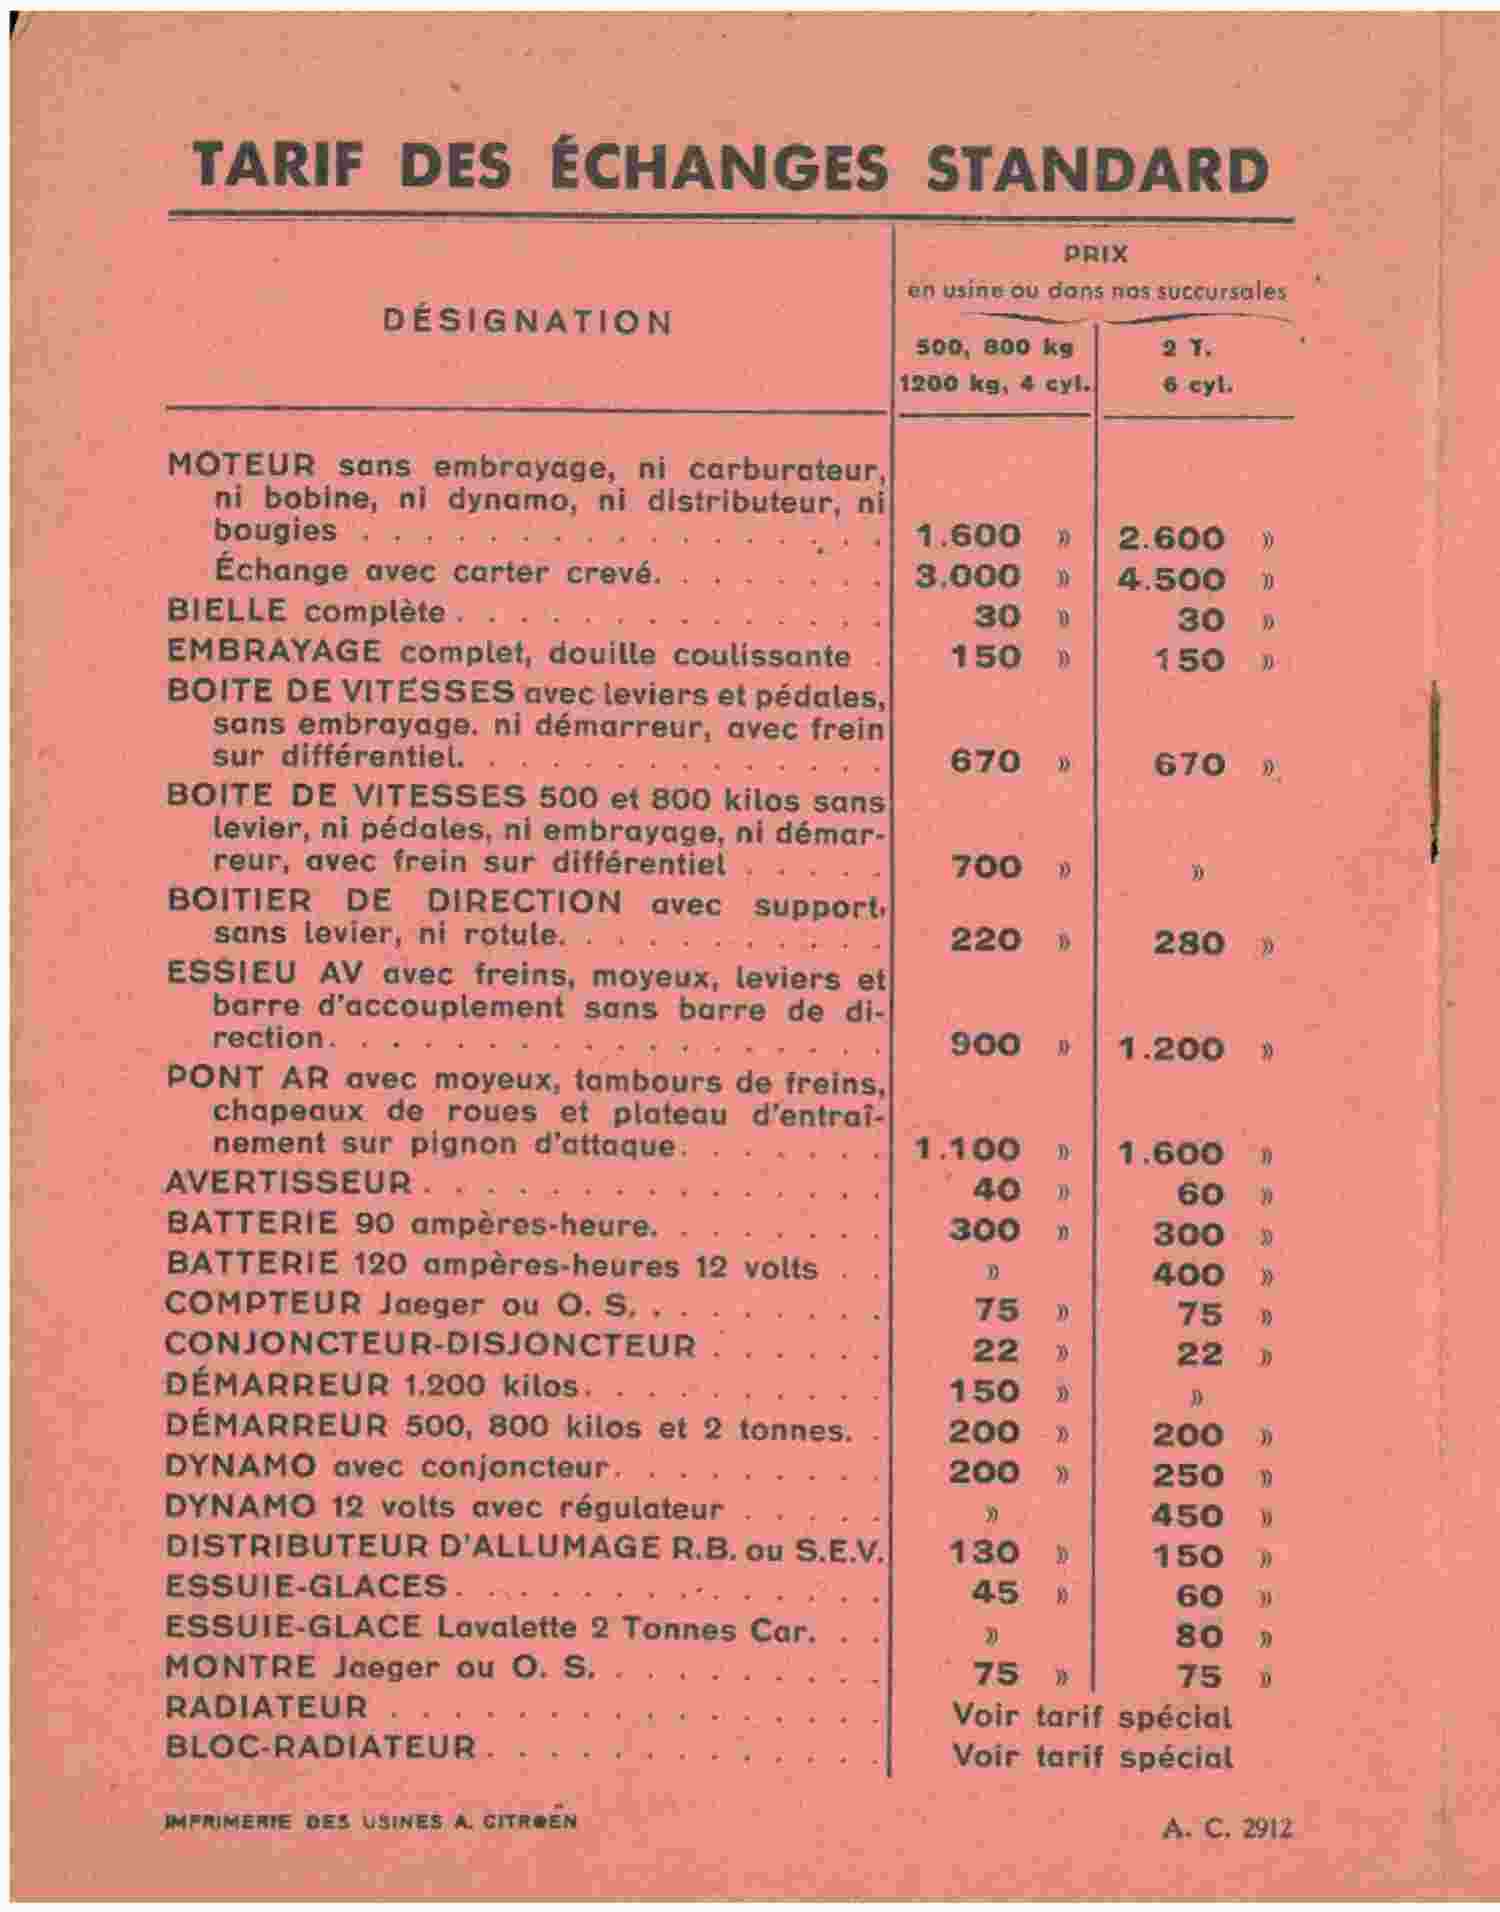 TARIF DES ÉCHANGES STANDARD
DÉSIGNATION
PRIX
en usine ou dans nos succursales
500, 800 kg
1200 kg, 4 cyl.
2 T.
6 cyl.
MOTEUR sans embrayage, ni carburateur,
ni bobine, ni dynamo, ni distributeur, ni
bougies . . . . . . . . . . . . . . . . . 1.600 » 2.600 »
Échange avec carter crevé. . . . . . . . 3.000 » 4.500 »
BIELLE complète . . . . . . . . . . . . . . 30 » 30 »
EMBRAYAGE complet, douille coulissante . 150 » 150 »
BOITE DE VITESSES avec leviers et pédales,
sans embrayage. ni démarreur, avec frein
sur différentiel. . . . . . . . . . . . . . 670 » 670 »
BOITE DE VITESSES 500 et 800 kilos sans
levier, ni pédales, ni embrayage, ni démar-
reur, avec frein sur différentiel . . . . . 700 » »
BOITIER DE DIRECTION avec support,
sans levier, ni rotule. . . . . . . . . . . 220 » 280 »
ESSIEU AV avec freins, moyeux, leviers et
barre d'accouplement sans barre de di-
rection. . . . . . . . . . . . . . . . . . 900 » 1.200 »
PONT AR avec moyeux, tambours de freins,
chapeaux de roues et plateau d'entraî-
nement sur pignon d'attaque. . . . . . . 1.100 » 1.600 »
AVERTISSEUR . . . . . . . . . . . . . . . 40 » 60 »
BATTERIE 90 ampères-heure. . . . . . . . 300 » 300 »
BATTERIE 120 ampères-heures 12 volts . . » 400 »
COMPTEUR Jaeger ou O. S. . . . . . . . . 75 » 75 »
CONJONCTEUR-DISJONCTEUR . . . . . . 22 » 22 »
DÉMARREUR 1.200 kilos. . . . . . . . . . 150 » »
DÉMARREUR 500, 800 kilos et 2 tonnes. . 200 » 200 »
DYNAMO avec conjoncteur. . . . . . . . . 200 » 250 »
DYNAMO 12 volts avec régulateur . . . . . » 450 »
DISTRIBUTEUR D'ALLUMAGE R.B. ou S.E.V. 130 » 150 »
ESSUIE-GLACES . . . . . . . . . . . . . . 45 » 60 »
ESSUIE-GLACE Lavalette 2 Tonnes Car. . . » 80 »
MONTRE Jaeger ou O. S. . . . . . . . . . 75 » 75 »
RADIATEUR . . . . . . . . . . . . . . . . Voir tarif spécial
BLOC-RADIATEUR . . . . . . . . . . . . . Voir tarif spécial
IMPRIMERIE DES USINES A. CITROËN
A. C. 2912